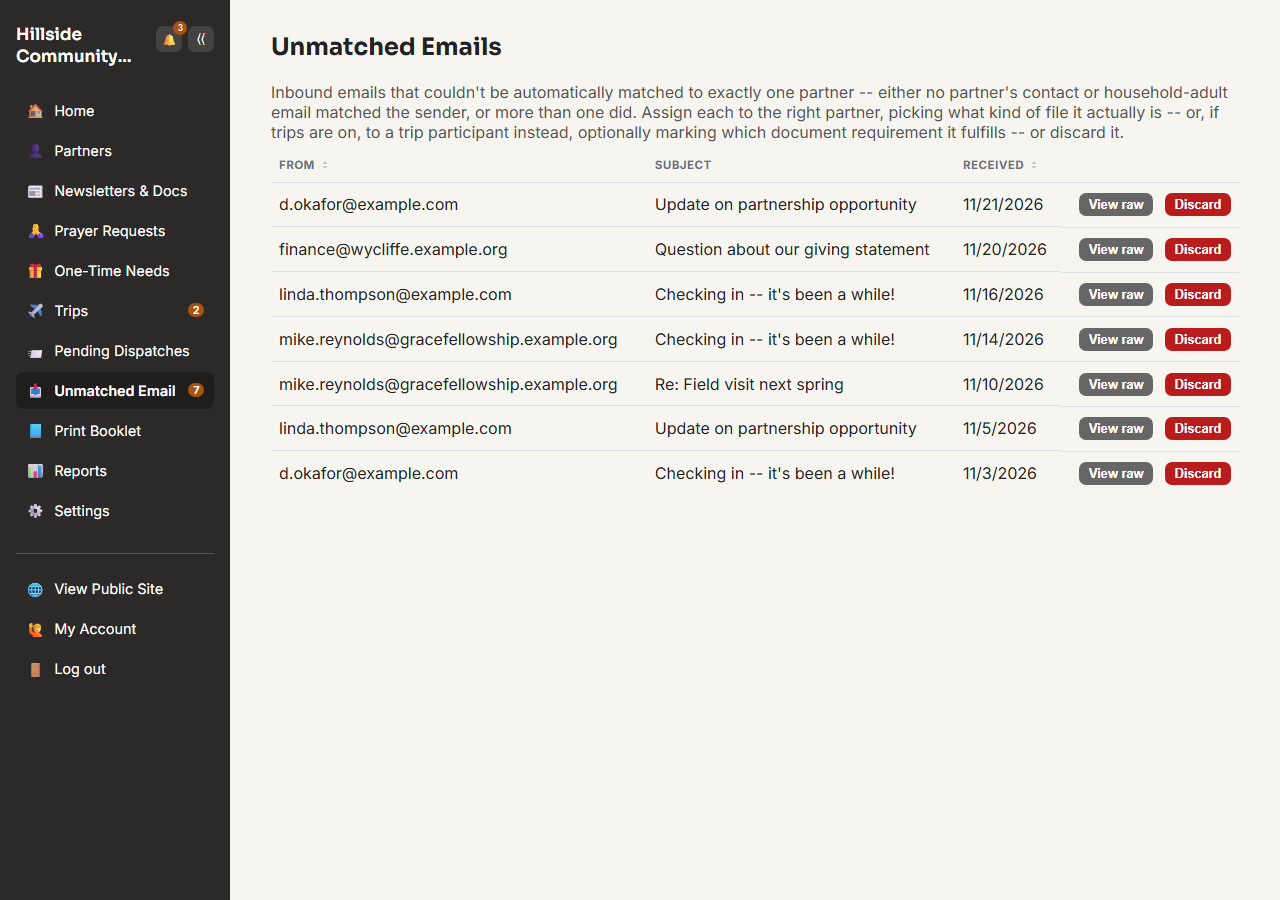 Hillside
Community...
3
⟨⟨
Home
Partners
Newsletters & Docs
Prayer Requests
One-Time Needs
Trips 2
Pending Dispatches
Unmatched Email 7
Print Booklet
Reports
Settings
View Public Site
My Account
Log out
Unmatched Emails
Inbound emails that couldn't be automatically matched to exactly one partner -- either no partner's contact or household-adult
email matched the sender, or more than one did. Assign each to the right partner, picking what kind of file it actually is -- or, if
trips are on, to a trip participant instead, optionally marking which document requirement it fulfills -- or discard it.
FROM SUBJECT RECEIVED
d.okafor@example.com Update on partnership opportunity 11/21/2026 View raw Discard
finance@wycliffe.example.org Question about our giving statement 11/20/2026 View raw Discard
linda.thompson@example.com Checking in -- it's been a while! 11/16/2026 View raw Discard
mike.reynolds@gracefellowship.example.org Checking in -- it's been a while! 11/14/2026 View raw Discard
mike.reynolds@gracefellowship.example.org Re: Field visit next spring 11/10/2026 View raw Discard
linda.thompson@example.com Update on partnership opportunity 11/5/2026 View raw Discard
d.okafor@example.com Checking in -- it's been a while! 11/3/2026 View raw Discard